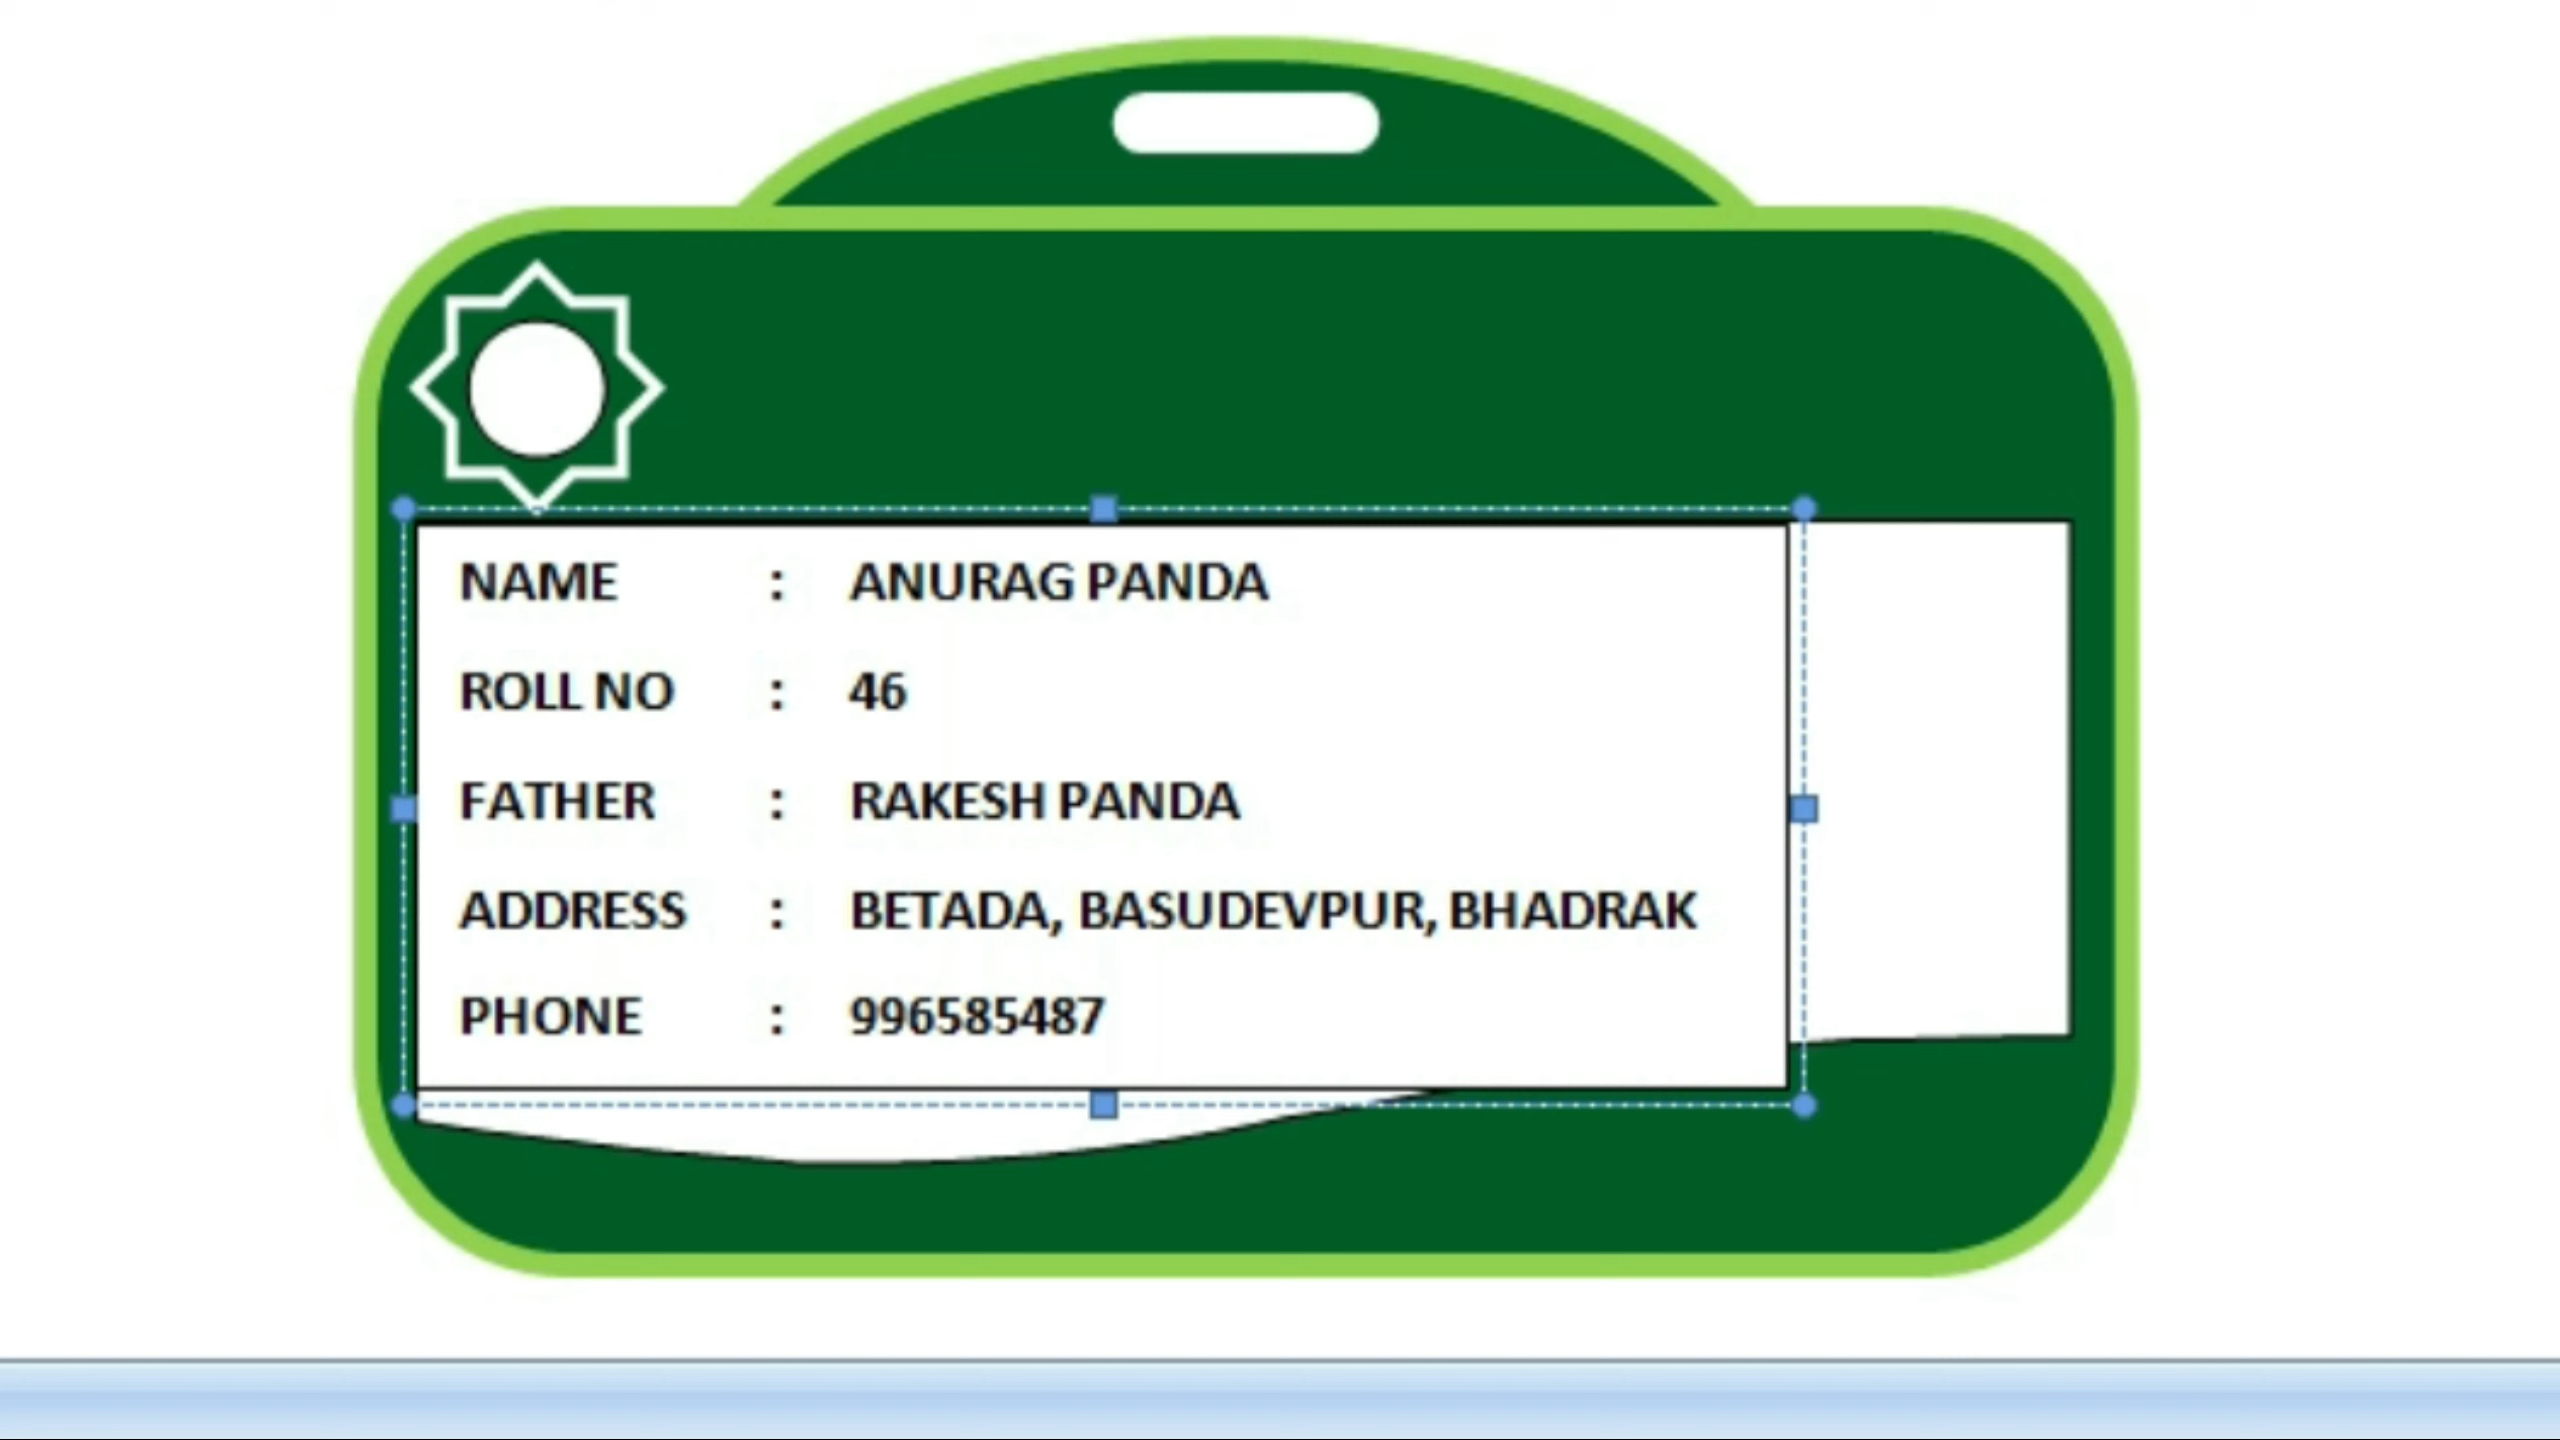 NAME : ANURAG PANDA
ROLL NO : 46
FATHER : RAKESH PANDA
ADDRESS : BETADA, BASUDEVPUR, BHADRAK
PHONE : 996585487